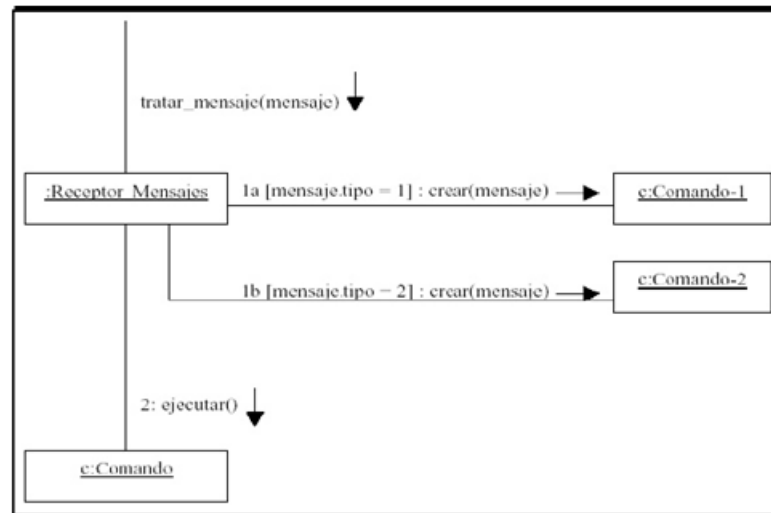 tratar_mensaje(mensaje)
:Receptor Mensajes
1a [mensaje.tipo = 1] : crear(mensaje)
c:Comando-1
1b [mensaje.tipo = 2] : crear(mensaje)
c:Comando-2
2: ejecutar()
c:Comando